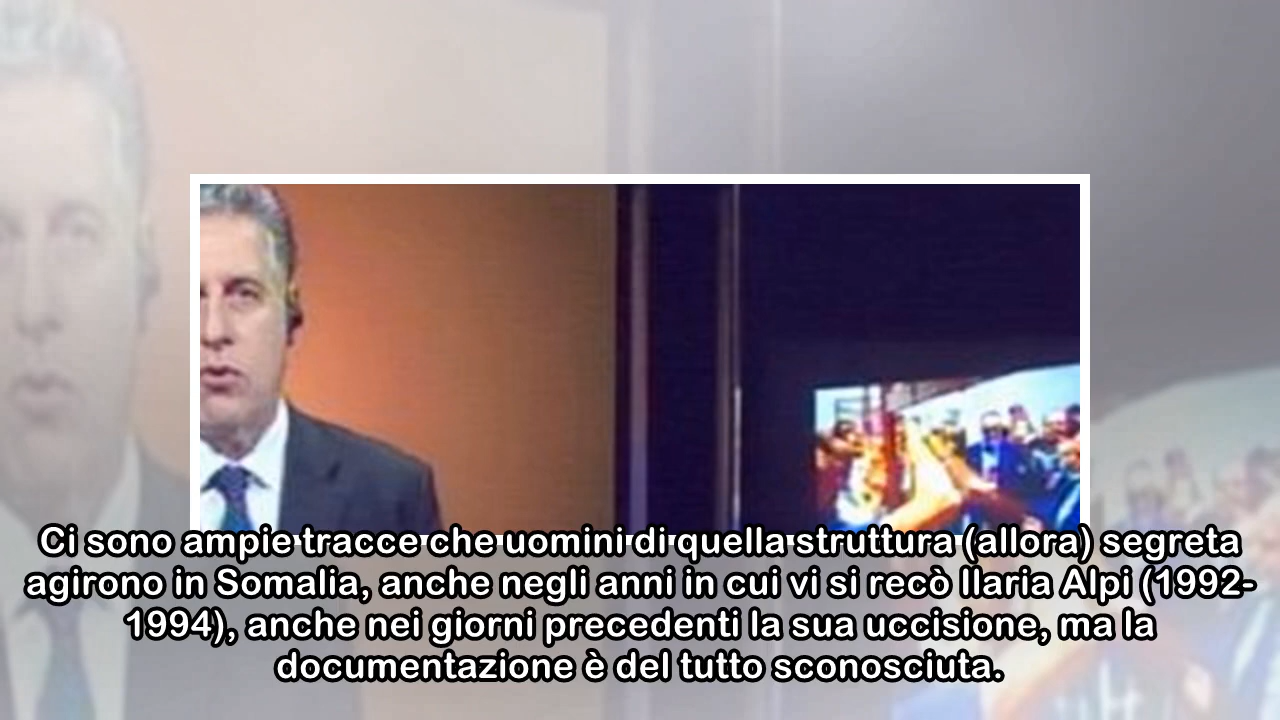 Ci sono ampie tracce che uomini di quella struttura (allora) segreta
agirono in Somalia, anche negli anni in cui vi si recò Ilaria Alpi (1992-
1994), anche nei giorni precedenti la sua uccisione, ma la
documentazione è del tutto sconosciuta.